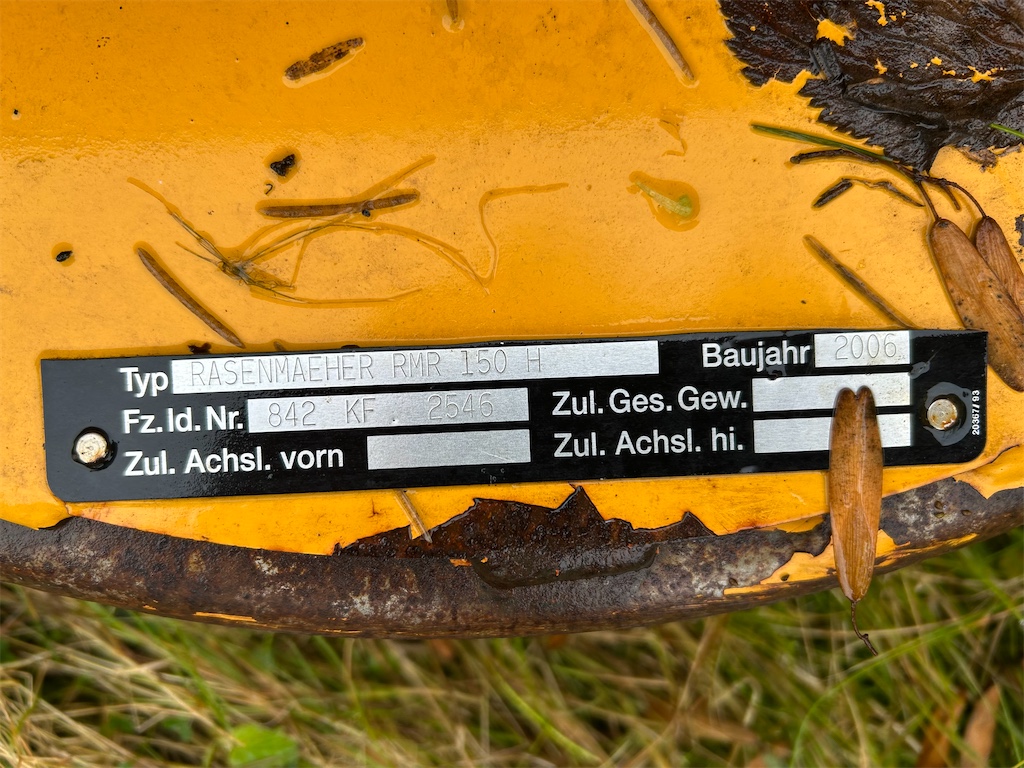 Typ RASENMAEHER RMR 150 H Baujahr 2006
Fz. Id. Nr. 842 KF 2546 Zul. Ges. Gew.
Zul. Achsl. vorn Zul. Achsl. hi.
20367/93